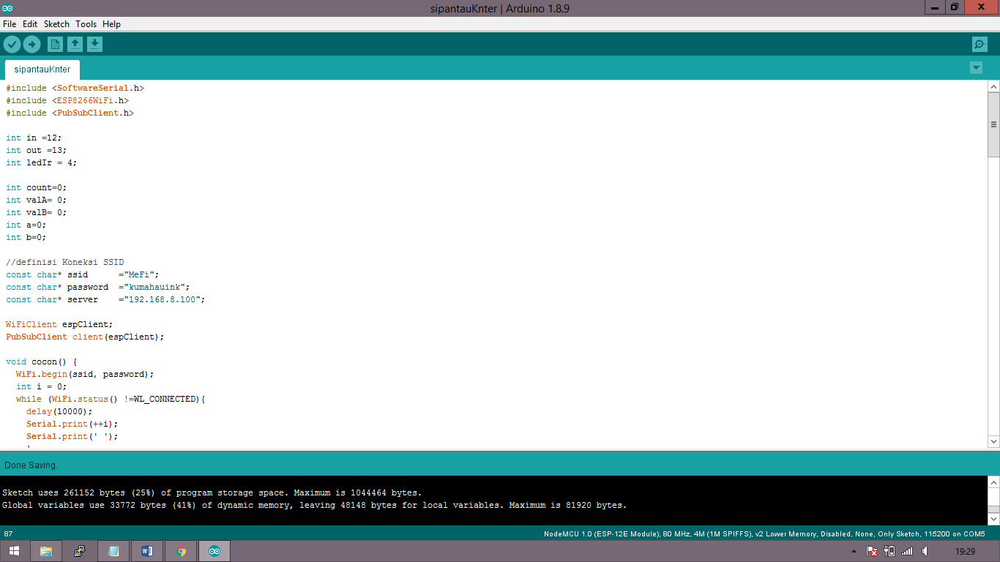 sipantauKnter | Arduino 1.8.9
File Edit Sketch Tools Help
sipantauKnter
#include <SoftwareSerial.h>
#include <ESP8266WiFi.h>
#include <PubSubClient.h>
int in =12;
int out =13;
int ledIr = 4;
int count=0;
int valA= 0;
int valB= 0;
int a=0;
int b=0;
//definisi Koneksi SSID
const char* ssid      ="MeFi";
const char* password  ="kumahauink";
const char* server    ="192.168.8.100";
WiFiClient espClient;
PubSubClient client(espClient);
void cocon() {
  WiFi.begin(ssid, password);
  int i = 0;
  while (WiFi.status() !=WL_CONNECTED){
    delay(10000);
    Serial.print(++i);
    Serial.print(' ');
Done Saving.
Sketch uses 261152 bytes (25%) of program storage space. Maximum is 1044464 bytes.
Global variables use 33772 bytes (41%) of dynamic memory, leaving 48148 bytes for local variables. Maximum is 81920 bytes.
87 NodeMCU 1.0 (ESP-12E Module), 80 MHz, 4M (1M SPIFFS), v2 Lower Memory, Disabled, None, Only Sketch, 115200 on COM5
19:29